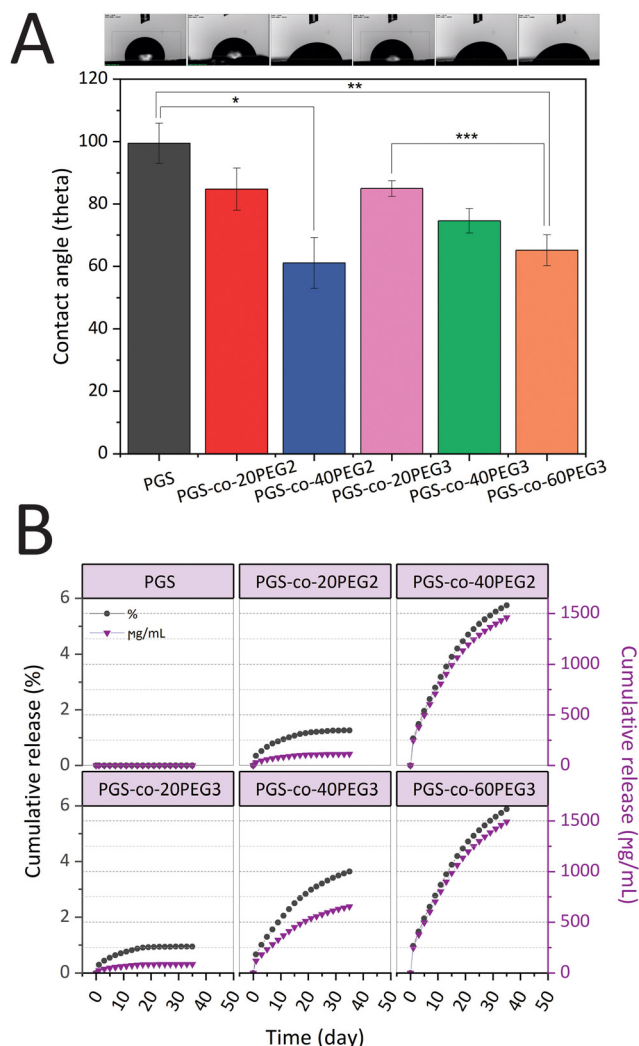 A
120
100
80
60
40
20
0
Contact angle (theta)
*
**
***
PGS
PGS-co-20PEG2
PGS-co-40PEG2
PGS-co-20PEG3
PGS-co-40PEG3
PGS-co-60PEG3
B
PGS
PGS-co-20PEG2
PGS-co-40PEG2
%
Mg/mL
6
4
2
0
1500
1000
750
250
0
PGS-co-20PEG3
PGS-co-40PEG3
PGS-co-60PEG3
6
4
2
0
1500
1000
750
250
0
Cumulative release (%)
Cumulative release (Mg/mL)
0 10 20 30 40 50
0 10 20 30 40 50
0 10 20 30 40 50
Time (day)